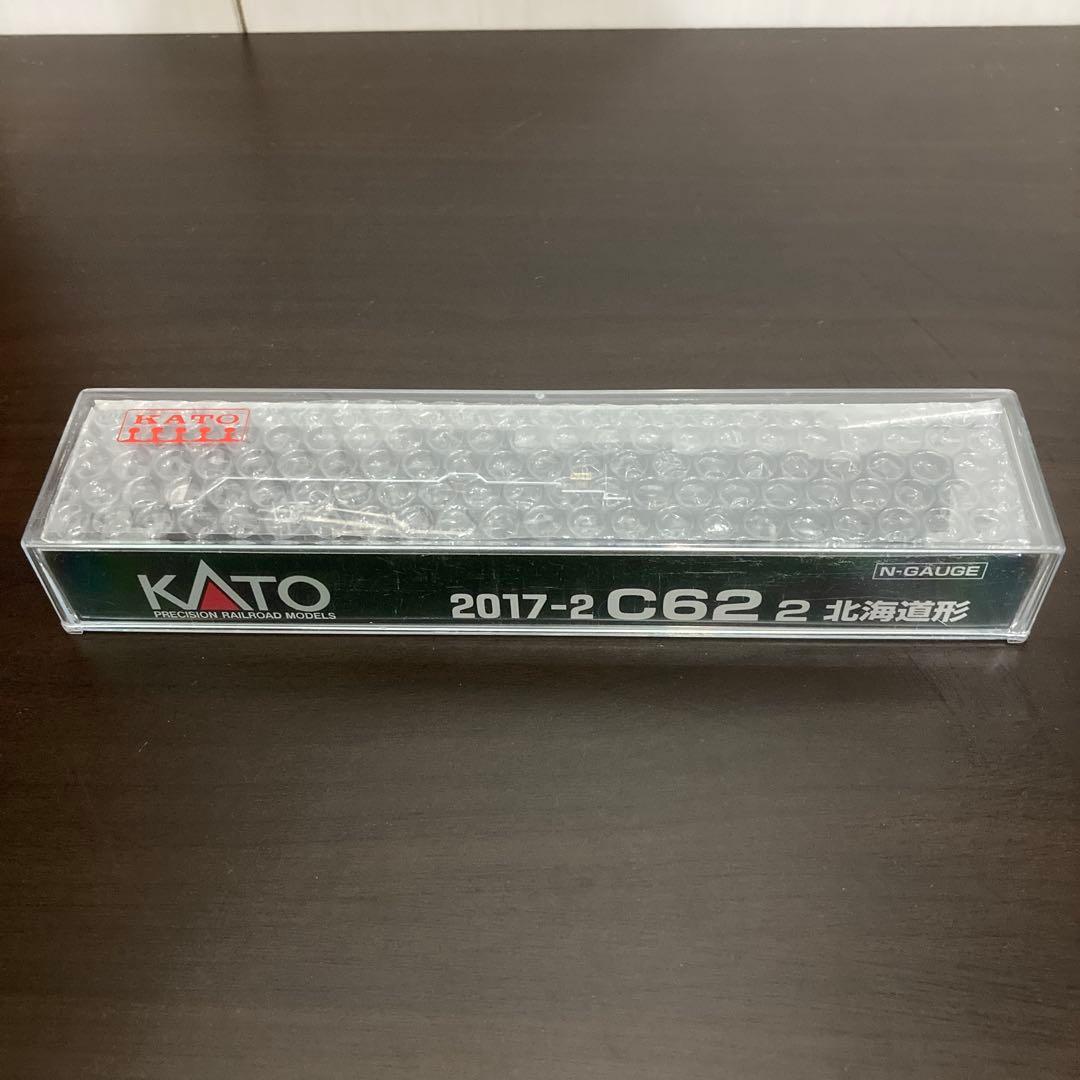 KATO
KATO
PRECISION RAILROAD MODELS
N-GAUGE
2017-2 C62 2 北海道形